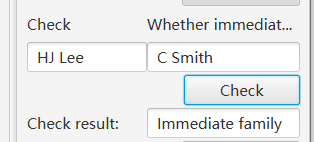 Check Whether immediat...
HJ Lee C Smith
Check
Check result: Immediate family